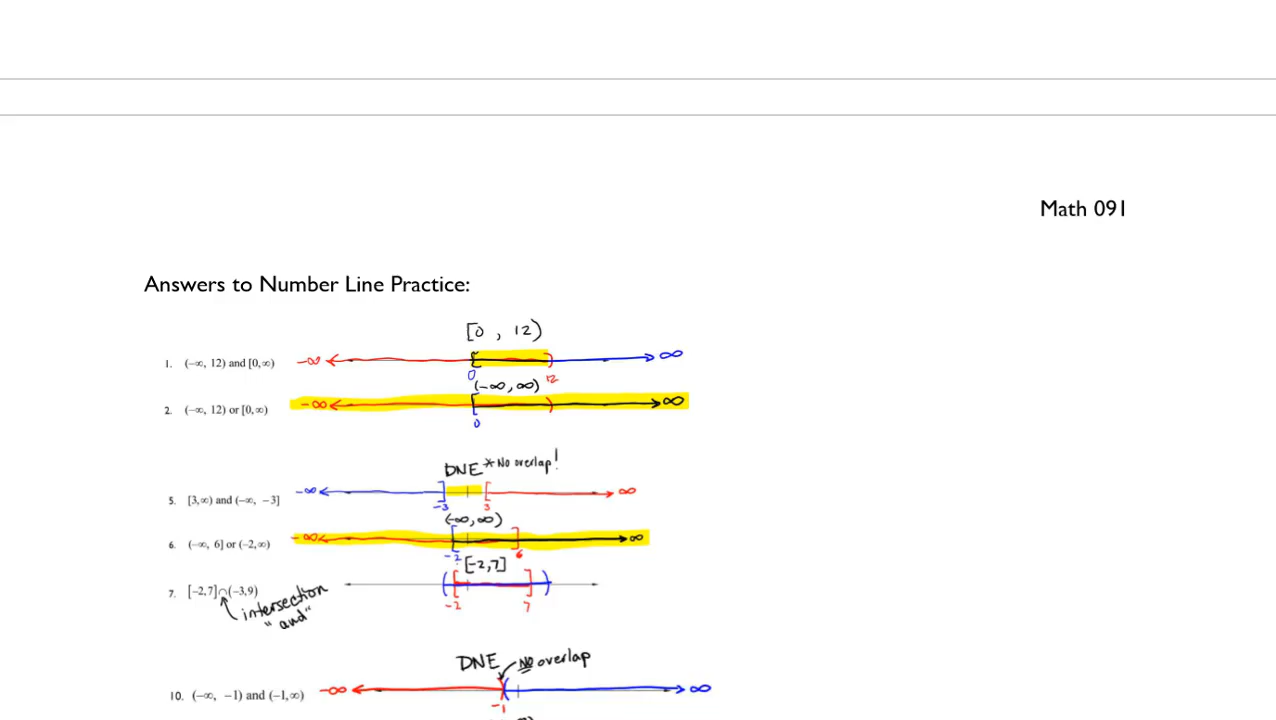 Math 091
Answers to Number Line Practice:
[0 , 12)
1. (−∞, 12) and [0, ∞) -∞ ∞
0 12
(-∞, ∞)
2. (−∞, 12) or [0, ∞) -∞ [ ) ∞
0
DNE *No overlap!
5. [3, ∞) and (−∞, −3] -∞ ] [ ∞
-3 3
(-∞, ∞)
6. (−∞, 6] or (−2, ∞) -∞ [ ] ∞
-2 6
[-2,7]
7. [−2,7]∩(−3,9) ( [ ] )
-2 7
intersection
"and"
DNE No overlap
10. (−∞, −1) and (−1, ∞) -∞ ) ( ∞
-1